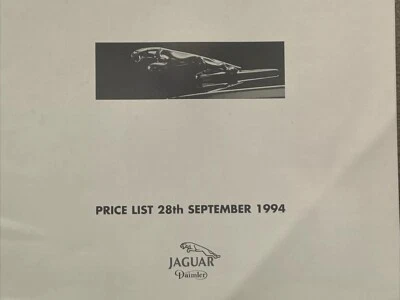 PRICE LIST 28th SEPTEMBER 1994
JAGUAR
Daimler